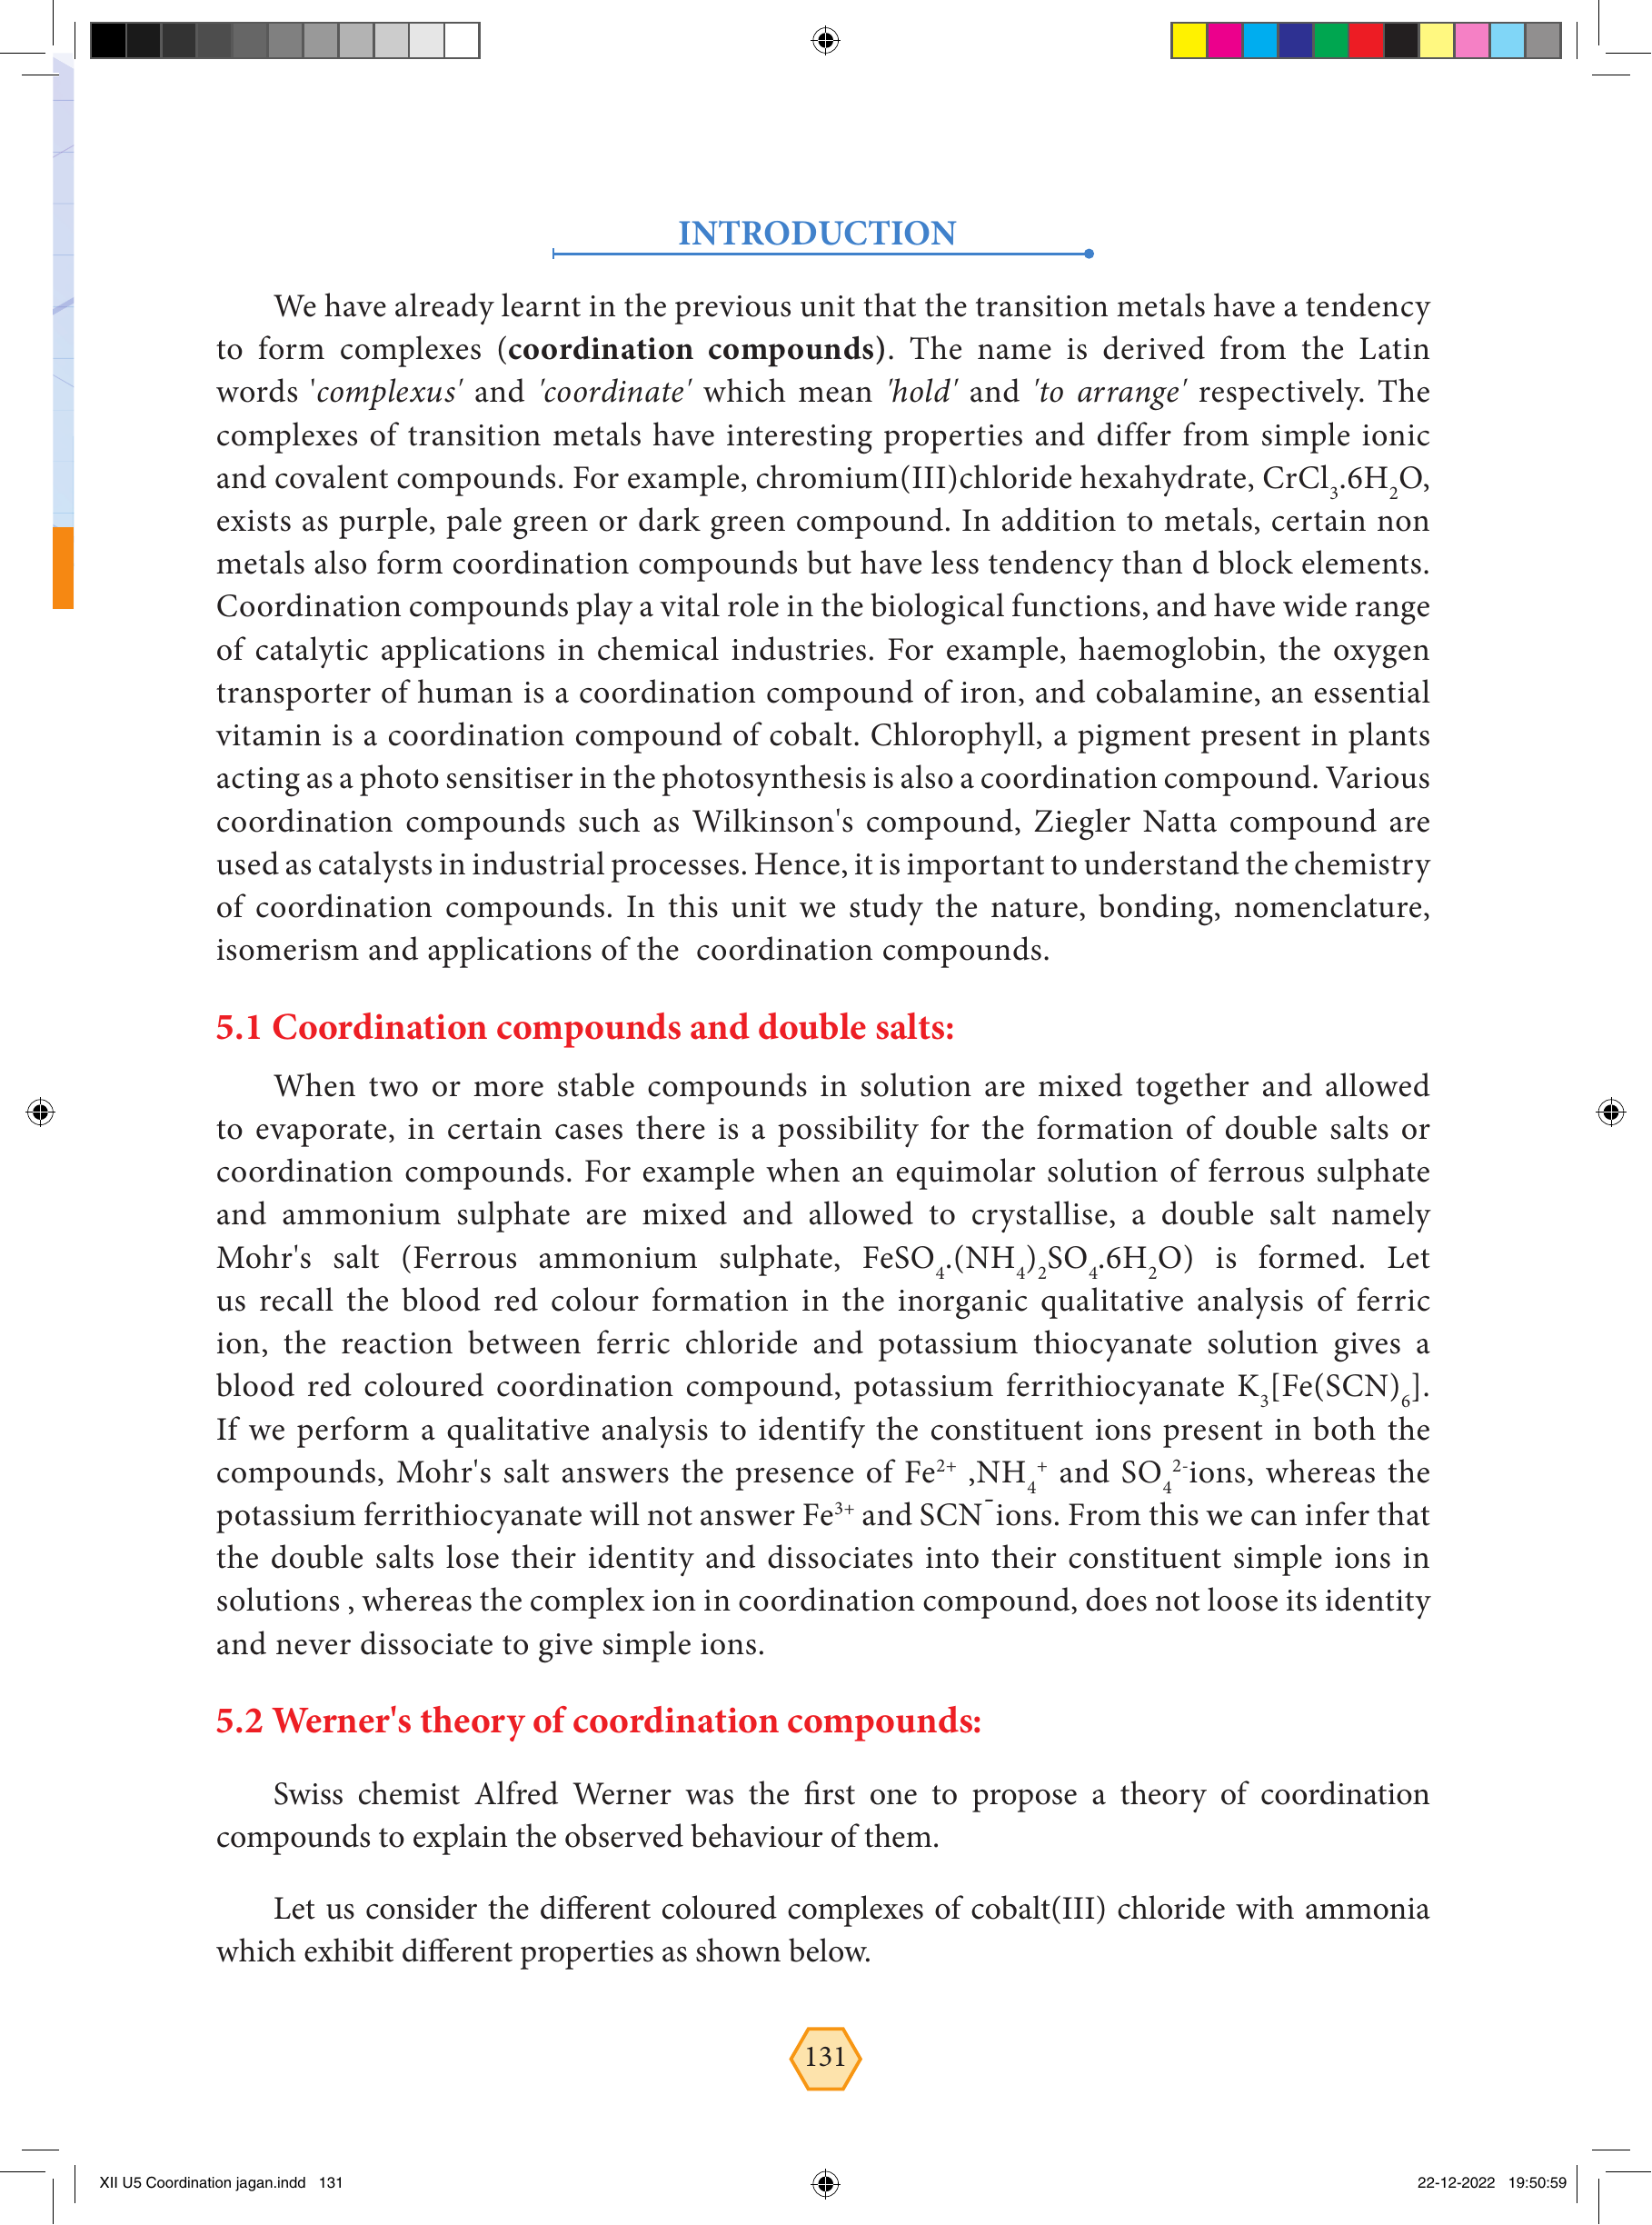 INTRODUCTION
We have already learnt in the previous unit that the transition metals have a tendency
to form complexes (coordination compounds). The name is derived from the Latin
words 'complexus' and 'coordinate' which mean 'hold' and 'to arrange' respectively. The
complexes of transition metals have interesting properties and differ from simple ionic
and covalent compounds. For example, chromium(III)chloride hexahydrate, CrCl₃.6H₂O,
exists as purple, pale green or dark green compound. In addition to metals, certain non
metals also form coordination compounds but have less tendency than d block elements.
Coordination compounds play a vital role in the biological functions, and have wide range
of catalytic applications in chemical industries. For example, haemoglobin, the oxygen
transporter of human is a coordination compound of iron, and cobalamine, an essential
vitamin is a coordination compound of cobalt. Chlorophyll, a pigment present in plants
acting as a photo sensitiser in the photosynthesis is also a coordination compound. Various
coordination compounds such as Wilkinson's compound, Ziegler Natta compound are
used as catalysts in industrial processes. Hence, it is important to understand the chemistry
of coordination compounds. In this unit we study the nature, bonding, nomenclature,
isomerism and applications of the coordination compounds.
5.1 Coordination compounds and double salts:
When two or more stable compounds in solution are mixed together and allowed
to evaporate, in certain cases there is a possibility for the formation of double salts or
coordination compounds. For example when an equimolar solution of ferrous sulphate
and ammonium sulphate are mixed and allowed to crystallise, a double salt namely
Mohr's salt (Ferrous ammonium sulphate, FeSO₄.(NH₄)₂SO₄.6H₂O) is formed. Let
us recall the blood red colour formation in the inorganic qualitative analysis of ferric
ion, the reaction between ferric chloride and potassium thiocyanate solution gives a
blood red coloured coordination compound, potassium ferrithiocyanate K₃[Fe(SCN)₆].
If we perform a qualitative analysis to identify the constituent ions present in both the
compounds, Mohr's salt answers the presence of Fe²⁺ ,NH₄⁺ and SO₄²⁻ions, whereas the
potassium ferrithiocyanate will not answer Fe³⁺ and SCN⁻ions. From this we can infer that
the double salts lose their identity and dissociates into their constituent simple ions in
solutions , whereas the complex ion in coordination compound, does not loose its identity
and never dissociate to give simple ions.
5.2 Werner's theory of coordination compounds:
Swiss chemist Alfred Werner was the first one to propose a theory of coordination
compounds to explain the observed behaviour of them.
Let us consider the different coloured complexes of cobalt(III) chloride with ammonia
which exhibit different properties as shown below.
131
XII U5 Coordination jagan.indd 131
22-12-2022 19:50:59